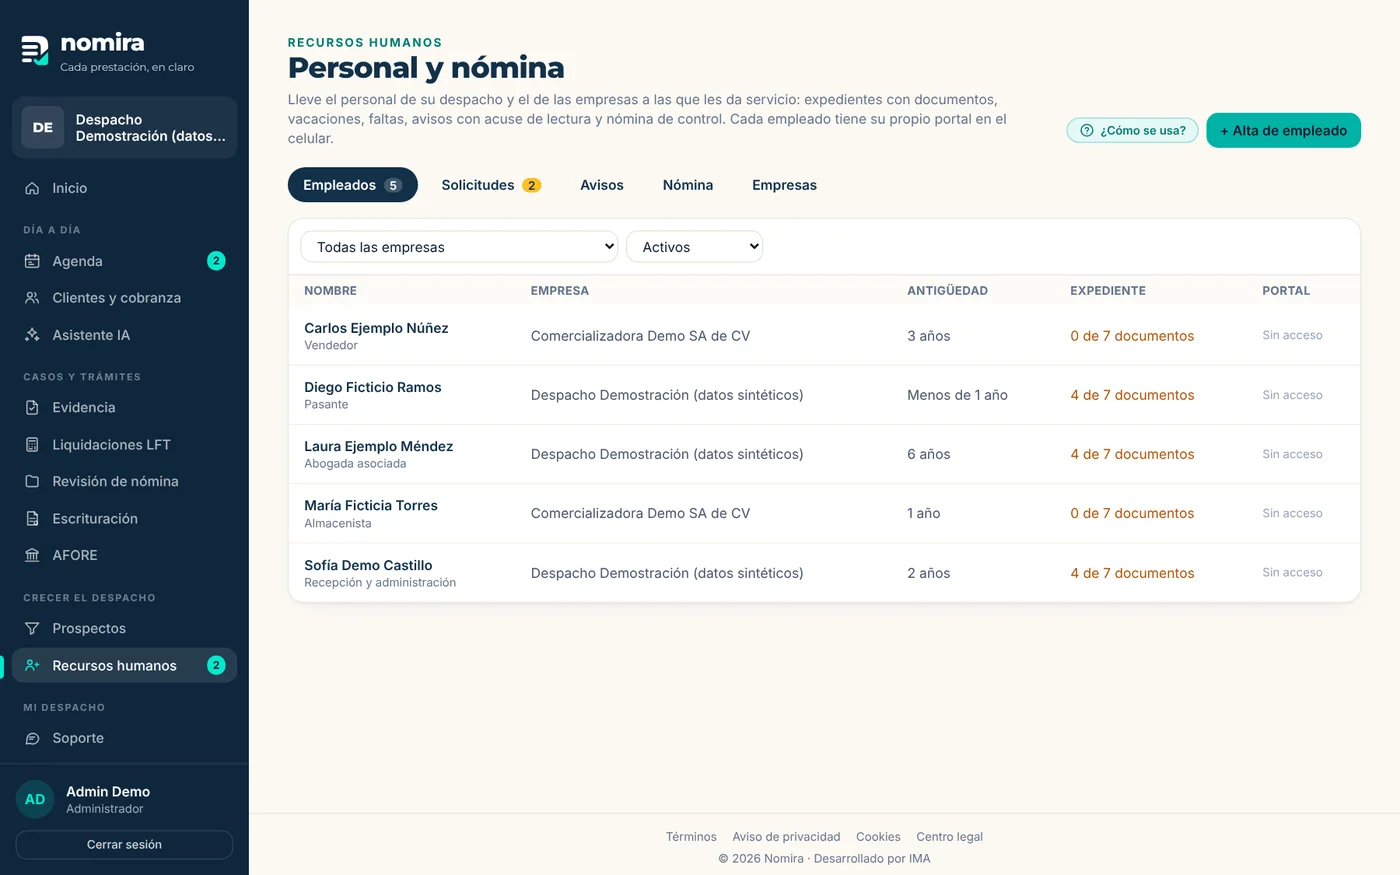 nomira
Cada prestación, en claro
DE
Despacho
Demostración (datos...
Inicio
DÍA A DÍA
Agenda 2
Clientes y cobranza
Asistente IA
CASOS Y TRÁMITES
Evidencia
Liquidaciones LFT
Revisión de nómina
Escrituración
AFORE
CRECER EL DESPACHO
Prospectos
Recursos humanos 2
MI DESPACHO
Soporte
AD
Admin Demo
Administrador
Cerrar sesión
RECURSOS HUMANOS
Personal y nómina
Lleve el personal de su despacho y el de las empresas a las que les da servicio: expedientes con documentos,
vacaciones, faltas, avisos con acuse de lectura y nómina de control. Cada empleado tiene su propio portal en el
celular.
¿Cómo se usa?
+ Alta de empleado
Empleados 5 Solicitudes 2 Avisos Nómina Empresas
Todas las empresas Activos
NOMBRE EMPRESA ANTIGÜEDAD EXPEDIENTE PORTAL
Carlos Ejemplo Núñez
Vendedor
Comercializadora Demo SA de CV 3 años 0 de 7 documentos Sin acceso
Diego Ficticio Ramos
Pasante
Despacho Demostración (datos sintéticos) Menos de 1 año 4 de 7 documentos Sin acceso
Laura Ejemplo Méndez
Abogada asociada
Despacho Demostración (datos sintéticos) 6 años 4 de 7 documentos Sin acceso
María Ficticia Torres
Almacenista
Comercializadora Demo SA de CV 1 año 0 de 7 documentos Sin acceso
Sofía Demo Castillo
Recepción y administración
Despacho Demostración (datos sintéticos) 2 años 4 de 7 documentos Sin acceso
Términos Aviso de privacidad Cookies Centro legal
© 2026 Nomira · Desarrollado por IMA